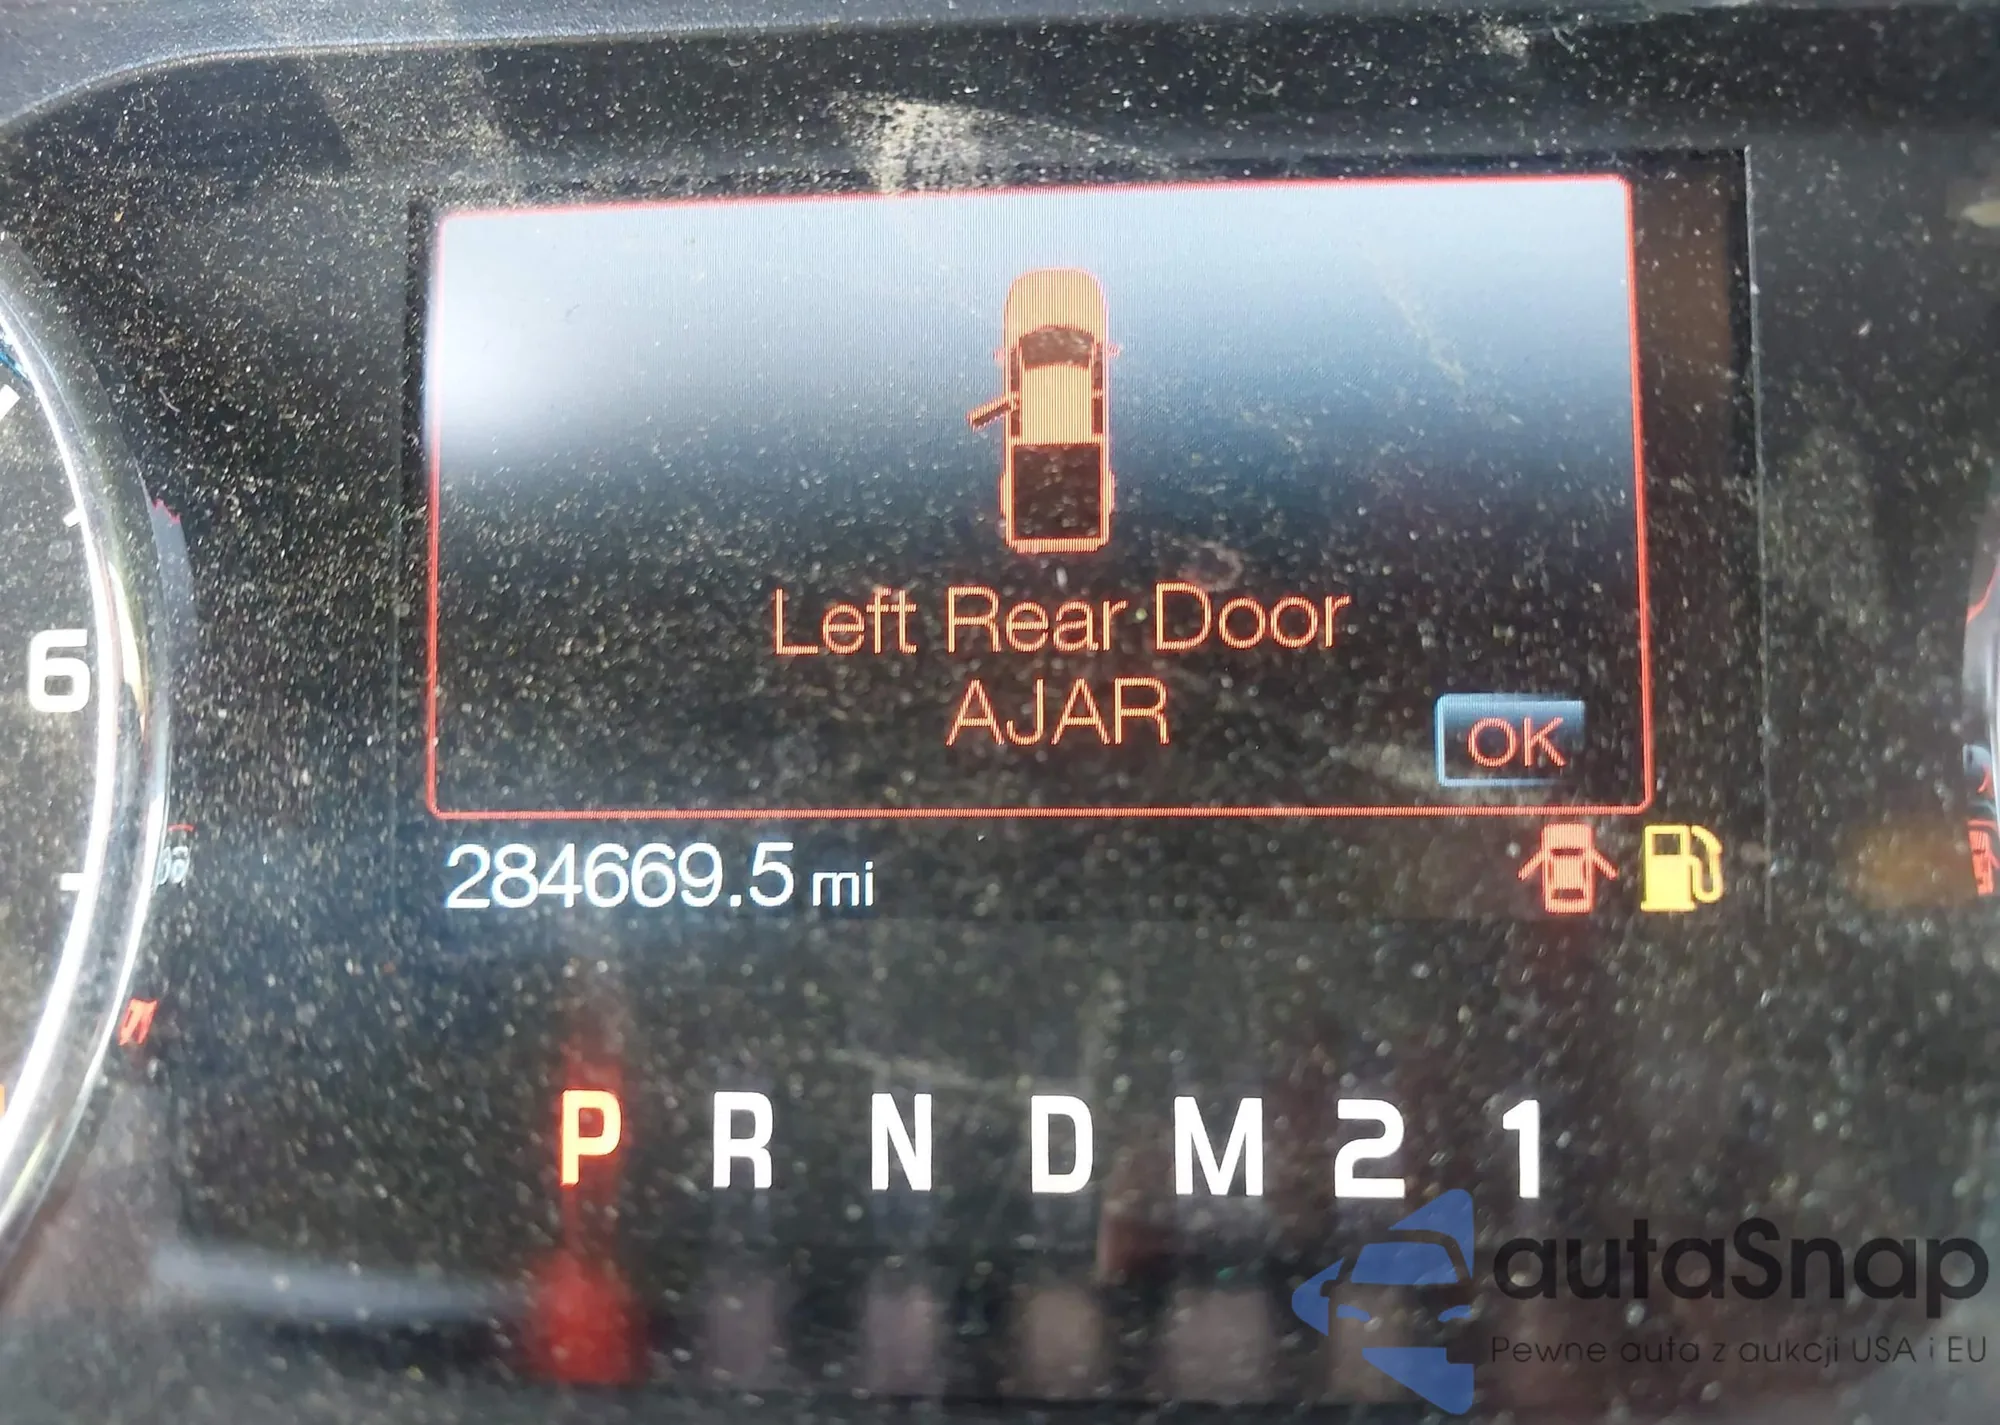 Left Rear Door
AJAR
OK
284669.5 mi
6
P R N D M 2 1
autaSnap
Pewne auta z aukcji USA i EU